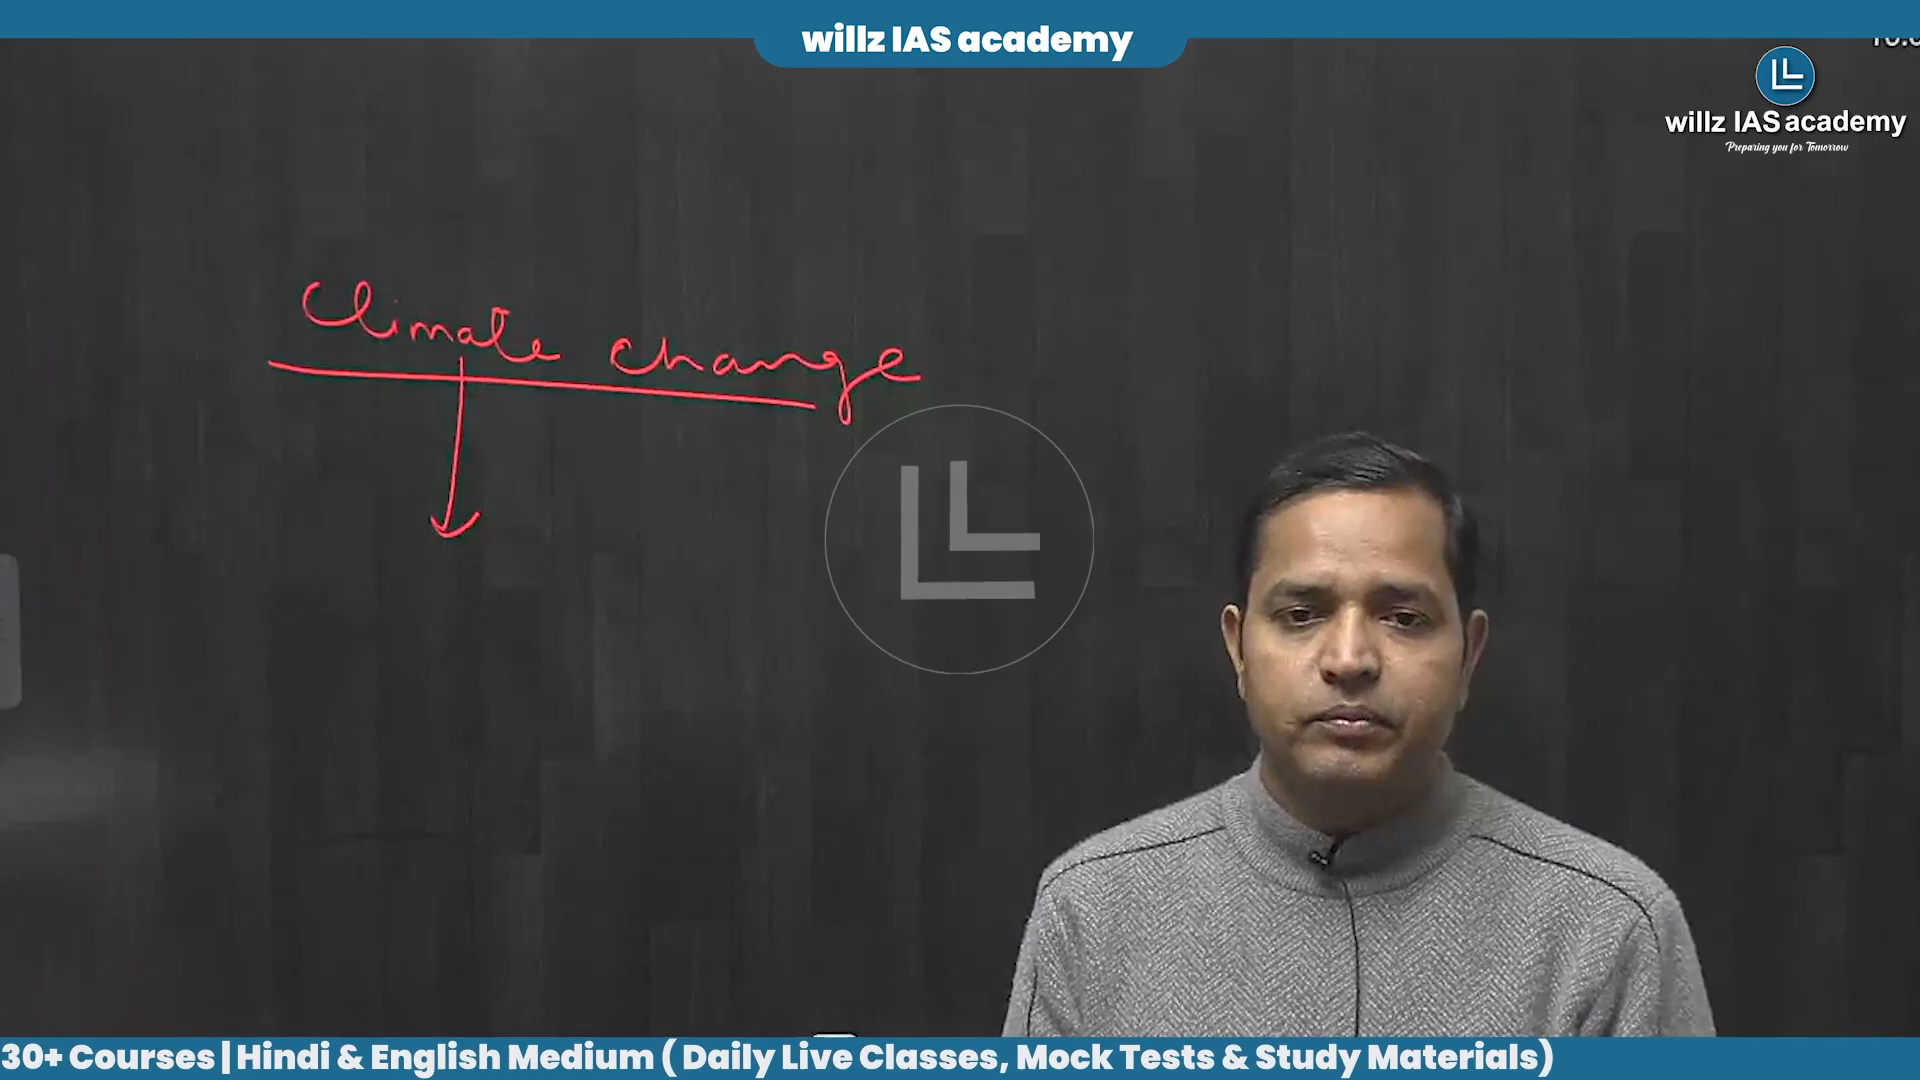 willz IAS academy
willz IAS academy
Preparing you for Tomorrow
Climate change
30+ Courses | Hindi & English Medium ( Daily Live Classes, Mock Tests & Study Materials)